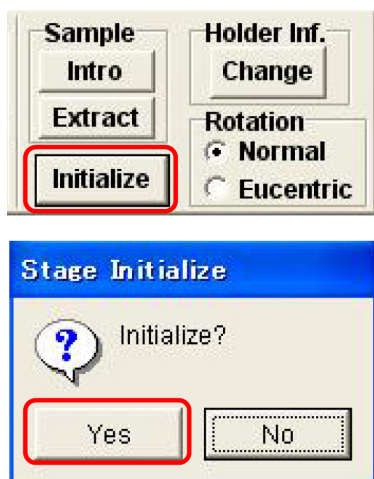 Sample Holder Inf.
Intro Change
Extract Rotation
Normal
Initialize Eucentric
Stage Initialize
Initialize?
Yes No